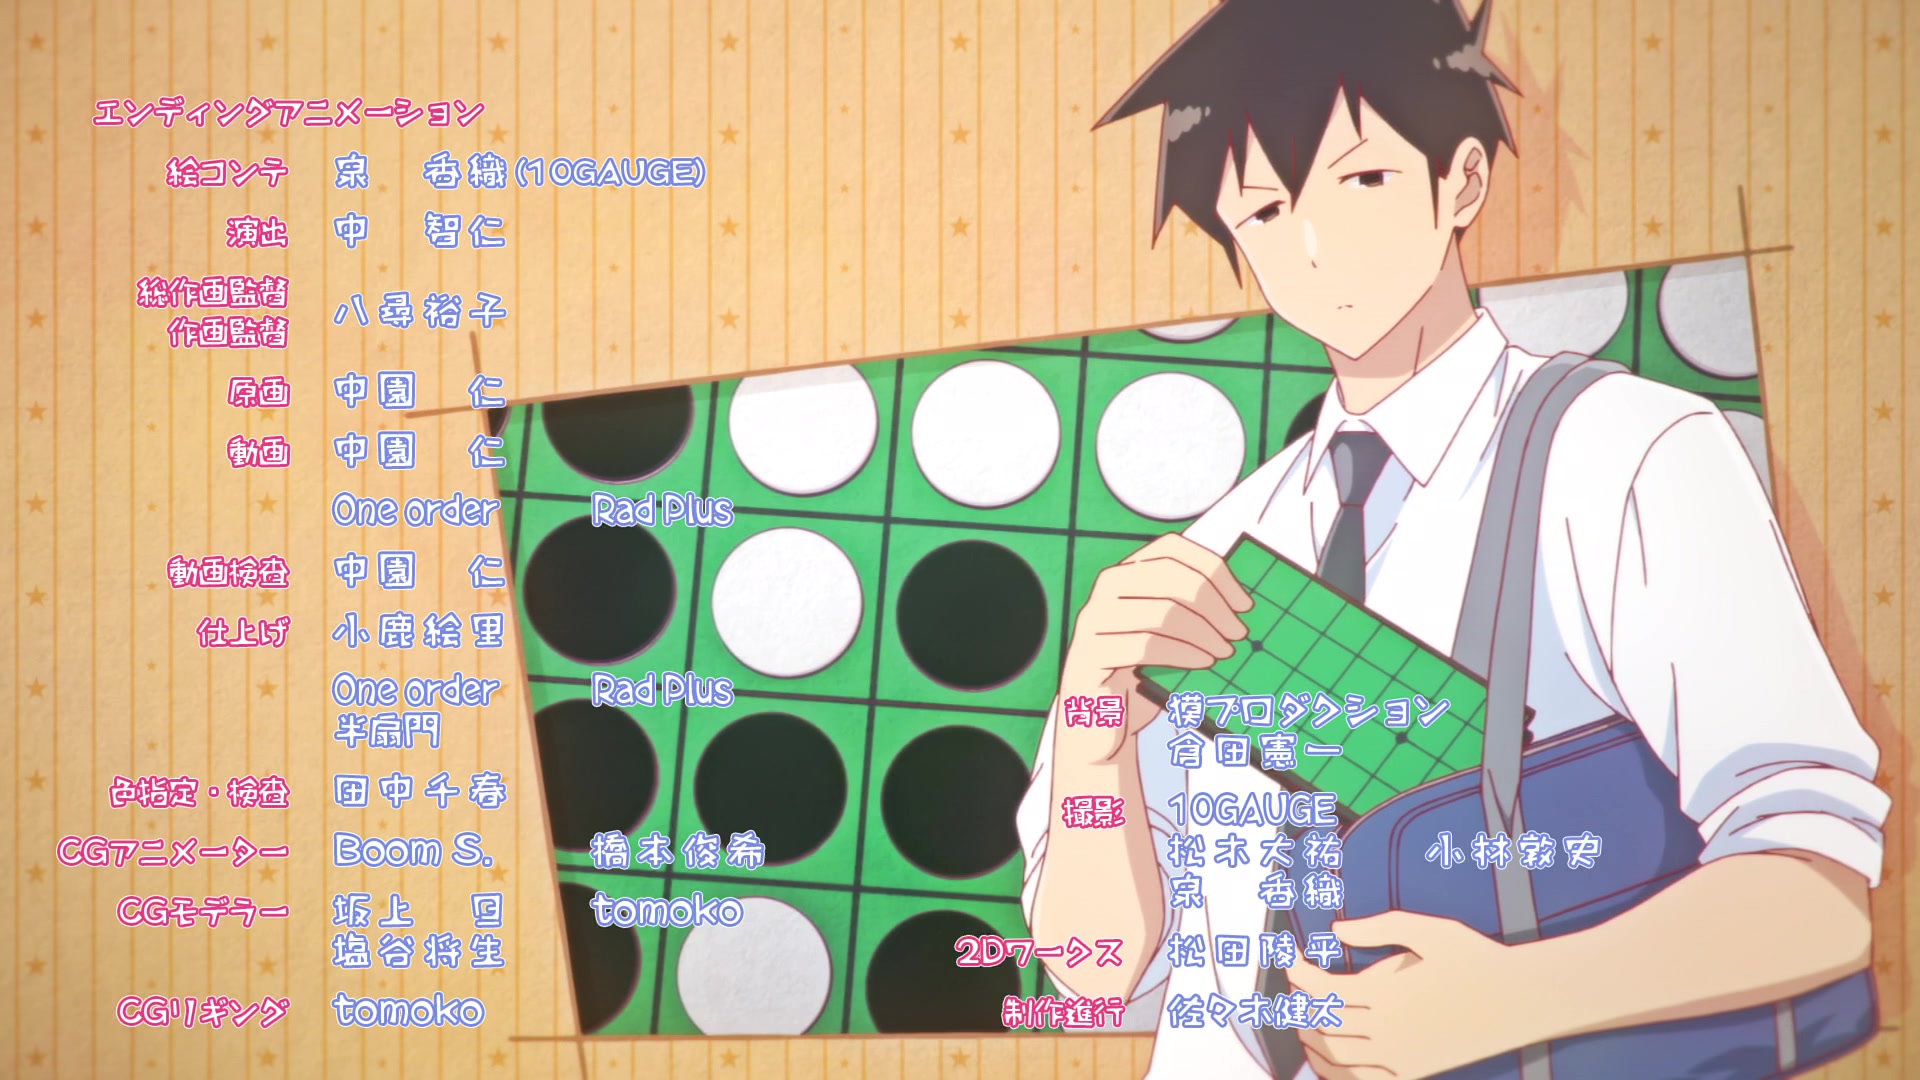 エンディングアニメーション
絵コンテ 泉 香織(10GAUGE)
演出 中 智仁
総作画監督
作画監督 八尋裕子
原画 中園 仁
動画 中園 仁
One order Rad Plus
動画検査 中園 仁
仕上げ 小鹿絵里
One order Rad Plus
半扇門
色指定・検査 田中千春
CGアニメーター Boom S. 橋本俊希
CGモデラー 坂上 旦 tomoko
塩谷将生
CGリギング tomoko
背景 獏プロダクション
倉田憲一
撮影 10GAUGE
松木大祐 小林敦史
泉 香織
2Dワークス 松田陵平
制作進行 佐々木健太